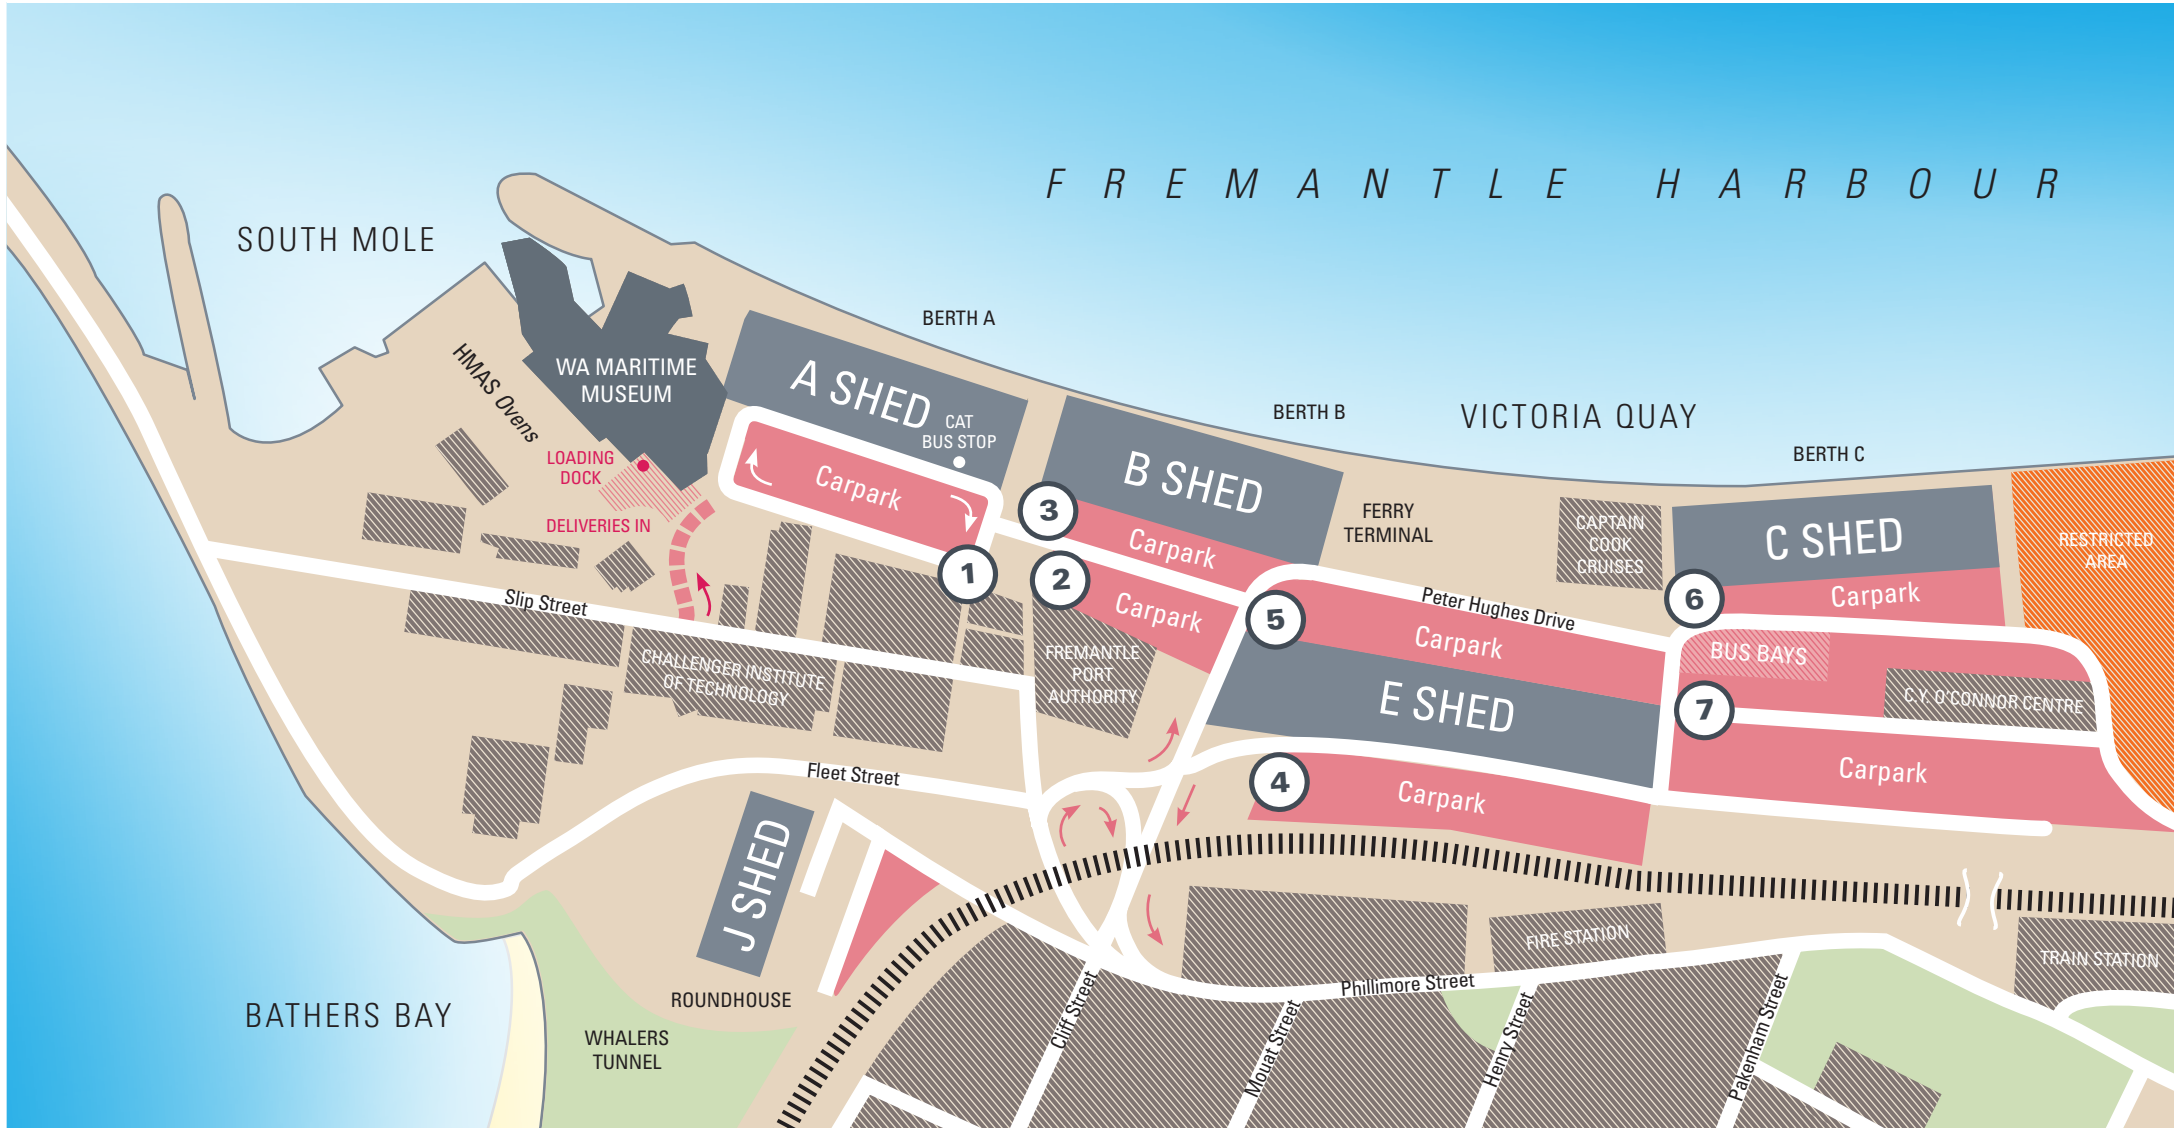 FREMANTLE HARBOUR
SOUTH MOLE
BERTH A
HMAS Ovens
WA MARITIME
MUSEUM
A SHED
CAT
BUS STOP
BERTH B
VICTORIA QUAY
BERTH C
LOADING
DOCK
DELIVERIES IN
Carpark
B SHED
3
Carpark
FERRY
TERMINAL
CAPTAIN
COOK
CRUISES
C SHED
RESTRICTED
AREA
1
2
Carpark
6
Carpark
Slip Street
5
Peter Hughes Drive
Carpark
BUS BAYS
CHALLENGER INSTITUTE
OF TECHNOLOGY
FREMANTLE
PORT
AUTHORITY
E SHED
7
C.Y. O'CONNOR CENTRE
Fleet Street
4
Carpark
Carpark
J SHED
FIRE STATION
TRAIN STATION
ROUNDHOUSE
Phillimore Street
BATHERS BAY
WHALERS
TUNNEL
Cliff Street
Mouat Street
Henry Street
Pakenham Street